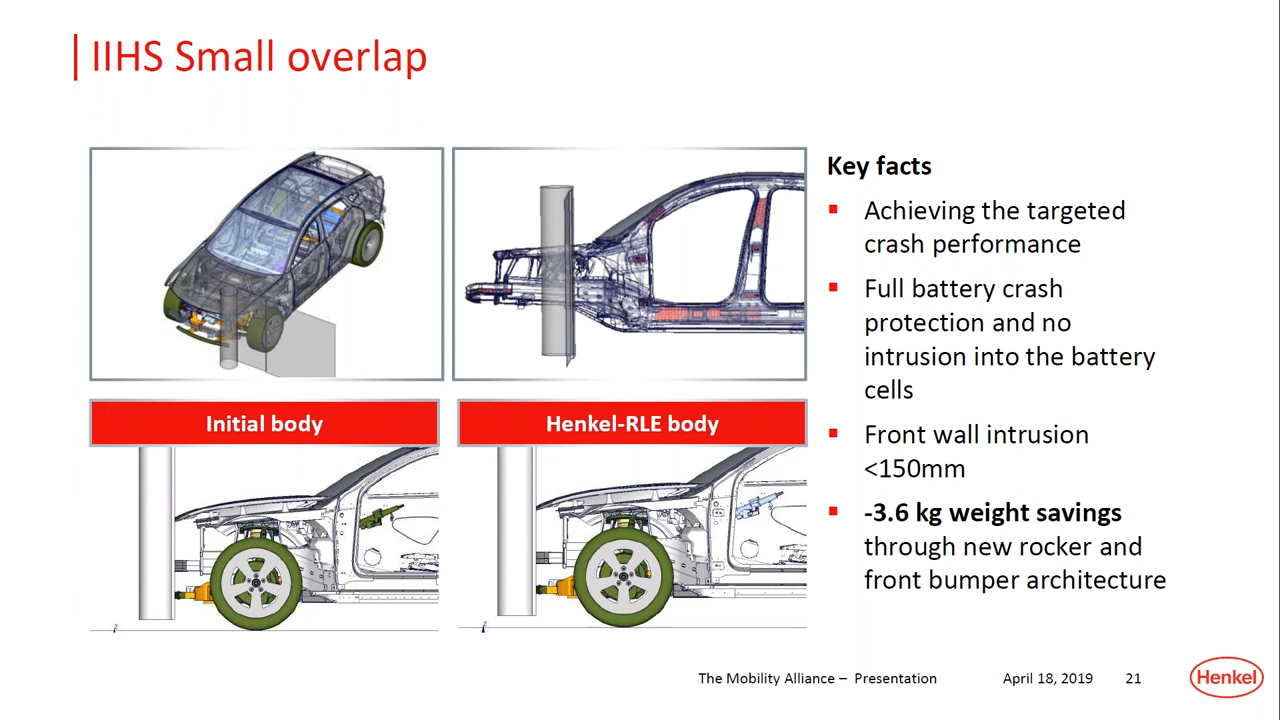 IIHS Small overlap
Key facts
Achieving the targeted
crash performance
Full battery crash
protection and no
intrusion into the battery
cells
Front wall intrusion
<150mm
-3.6 kg weight savings
through new rocker and
front bumper architecture
Initial body
Henkel-RLE body
The Mobility Alliance – Presentation
April 18, 2019
21
Henkel